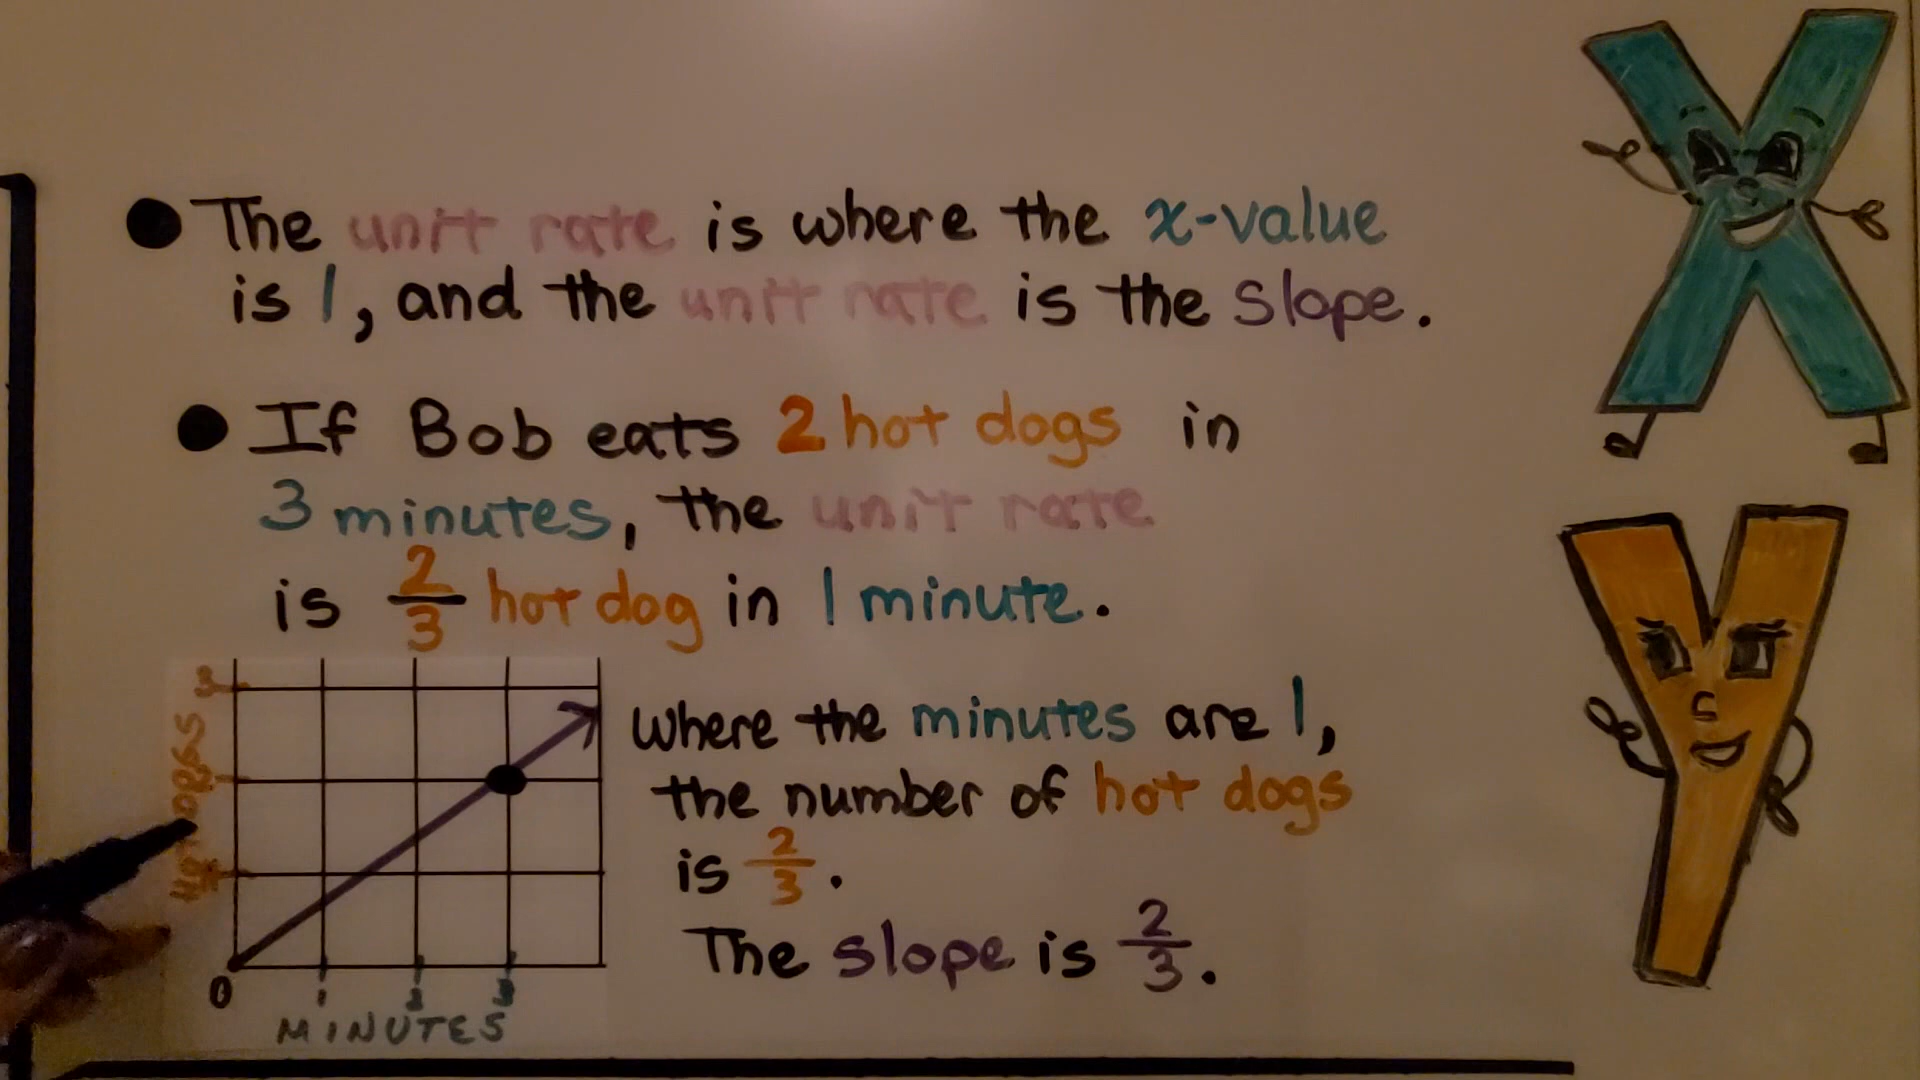 The unit rate is where the x-value
is 1, and the unit rate is the slope.
If Bob eats 2 hot dogs in
3 minutes, the unit rate
is 2/3 hot dog in 1 minute.
Where the minutes are 1,
the number of hot dogs
is 2/3.
The slope is 2/3.
3
2
1
0
1 2 3
MINUTES